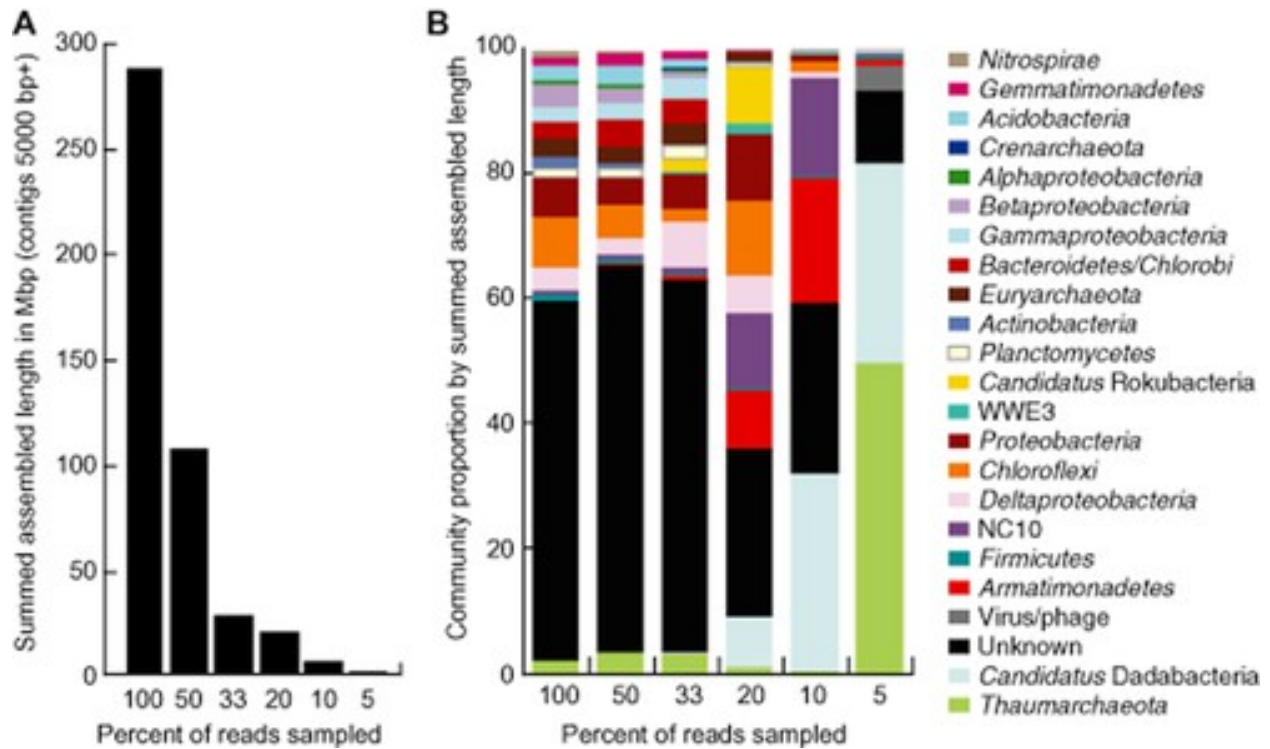 A
Summed assembled length in Mbp (contigs 5000 bp+)
300
250
200
150
100
50
0
100 50 33 20 10 5
Percent of reads sampled
B
Community proportion by summed assembled length
100
80
60
40
20
0
100 50 33 20 10 5
Percent of reads sampled
Nitrospirae
Gemmatimonadetes
Acidobacteria
Crenarchaeota
Alphaproteobacteria
Betaproteobacteria
Gammaproteobacteria
Bacteroidetes/Chlorobi
Euryarchaeota
Actinobacteria
Planctomycetes
Candidatus Rokubacteria
WWE3
Proteobacteria
Chloroflexi
Deltaproteobacteria
NC10
Firmicutes
Armatimonadetes
Virus/phage
Unknown
Candidatus Dadabacteria
Thaumarchaeota